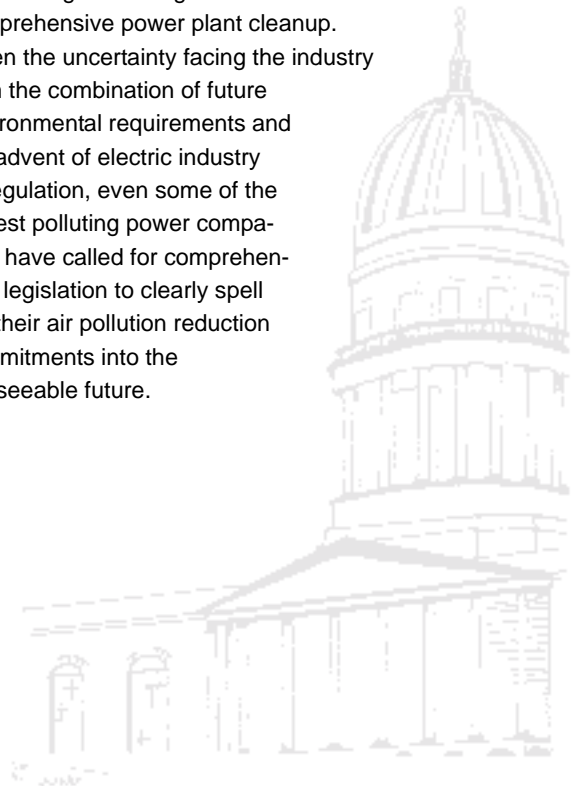 prehensive power plant cleanup.
en the uncertainty facing the industry
the combination of future
ronmental requirements and
advent of electric industry
egulation, even some of the
est polluting power compa-
have called for comprehen-
legislation to clearly spell
their air pollution reduction
mitments into the
seeable future.